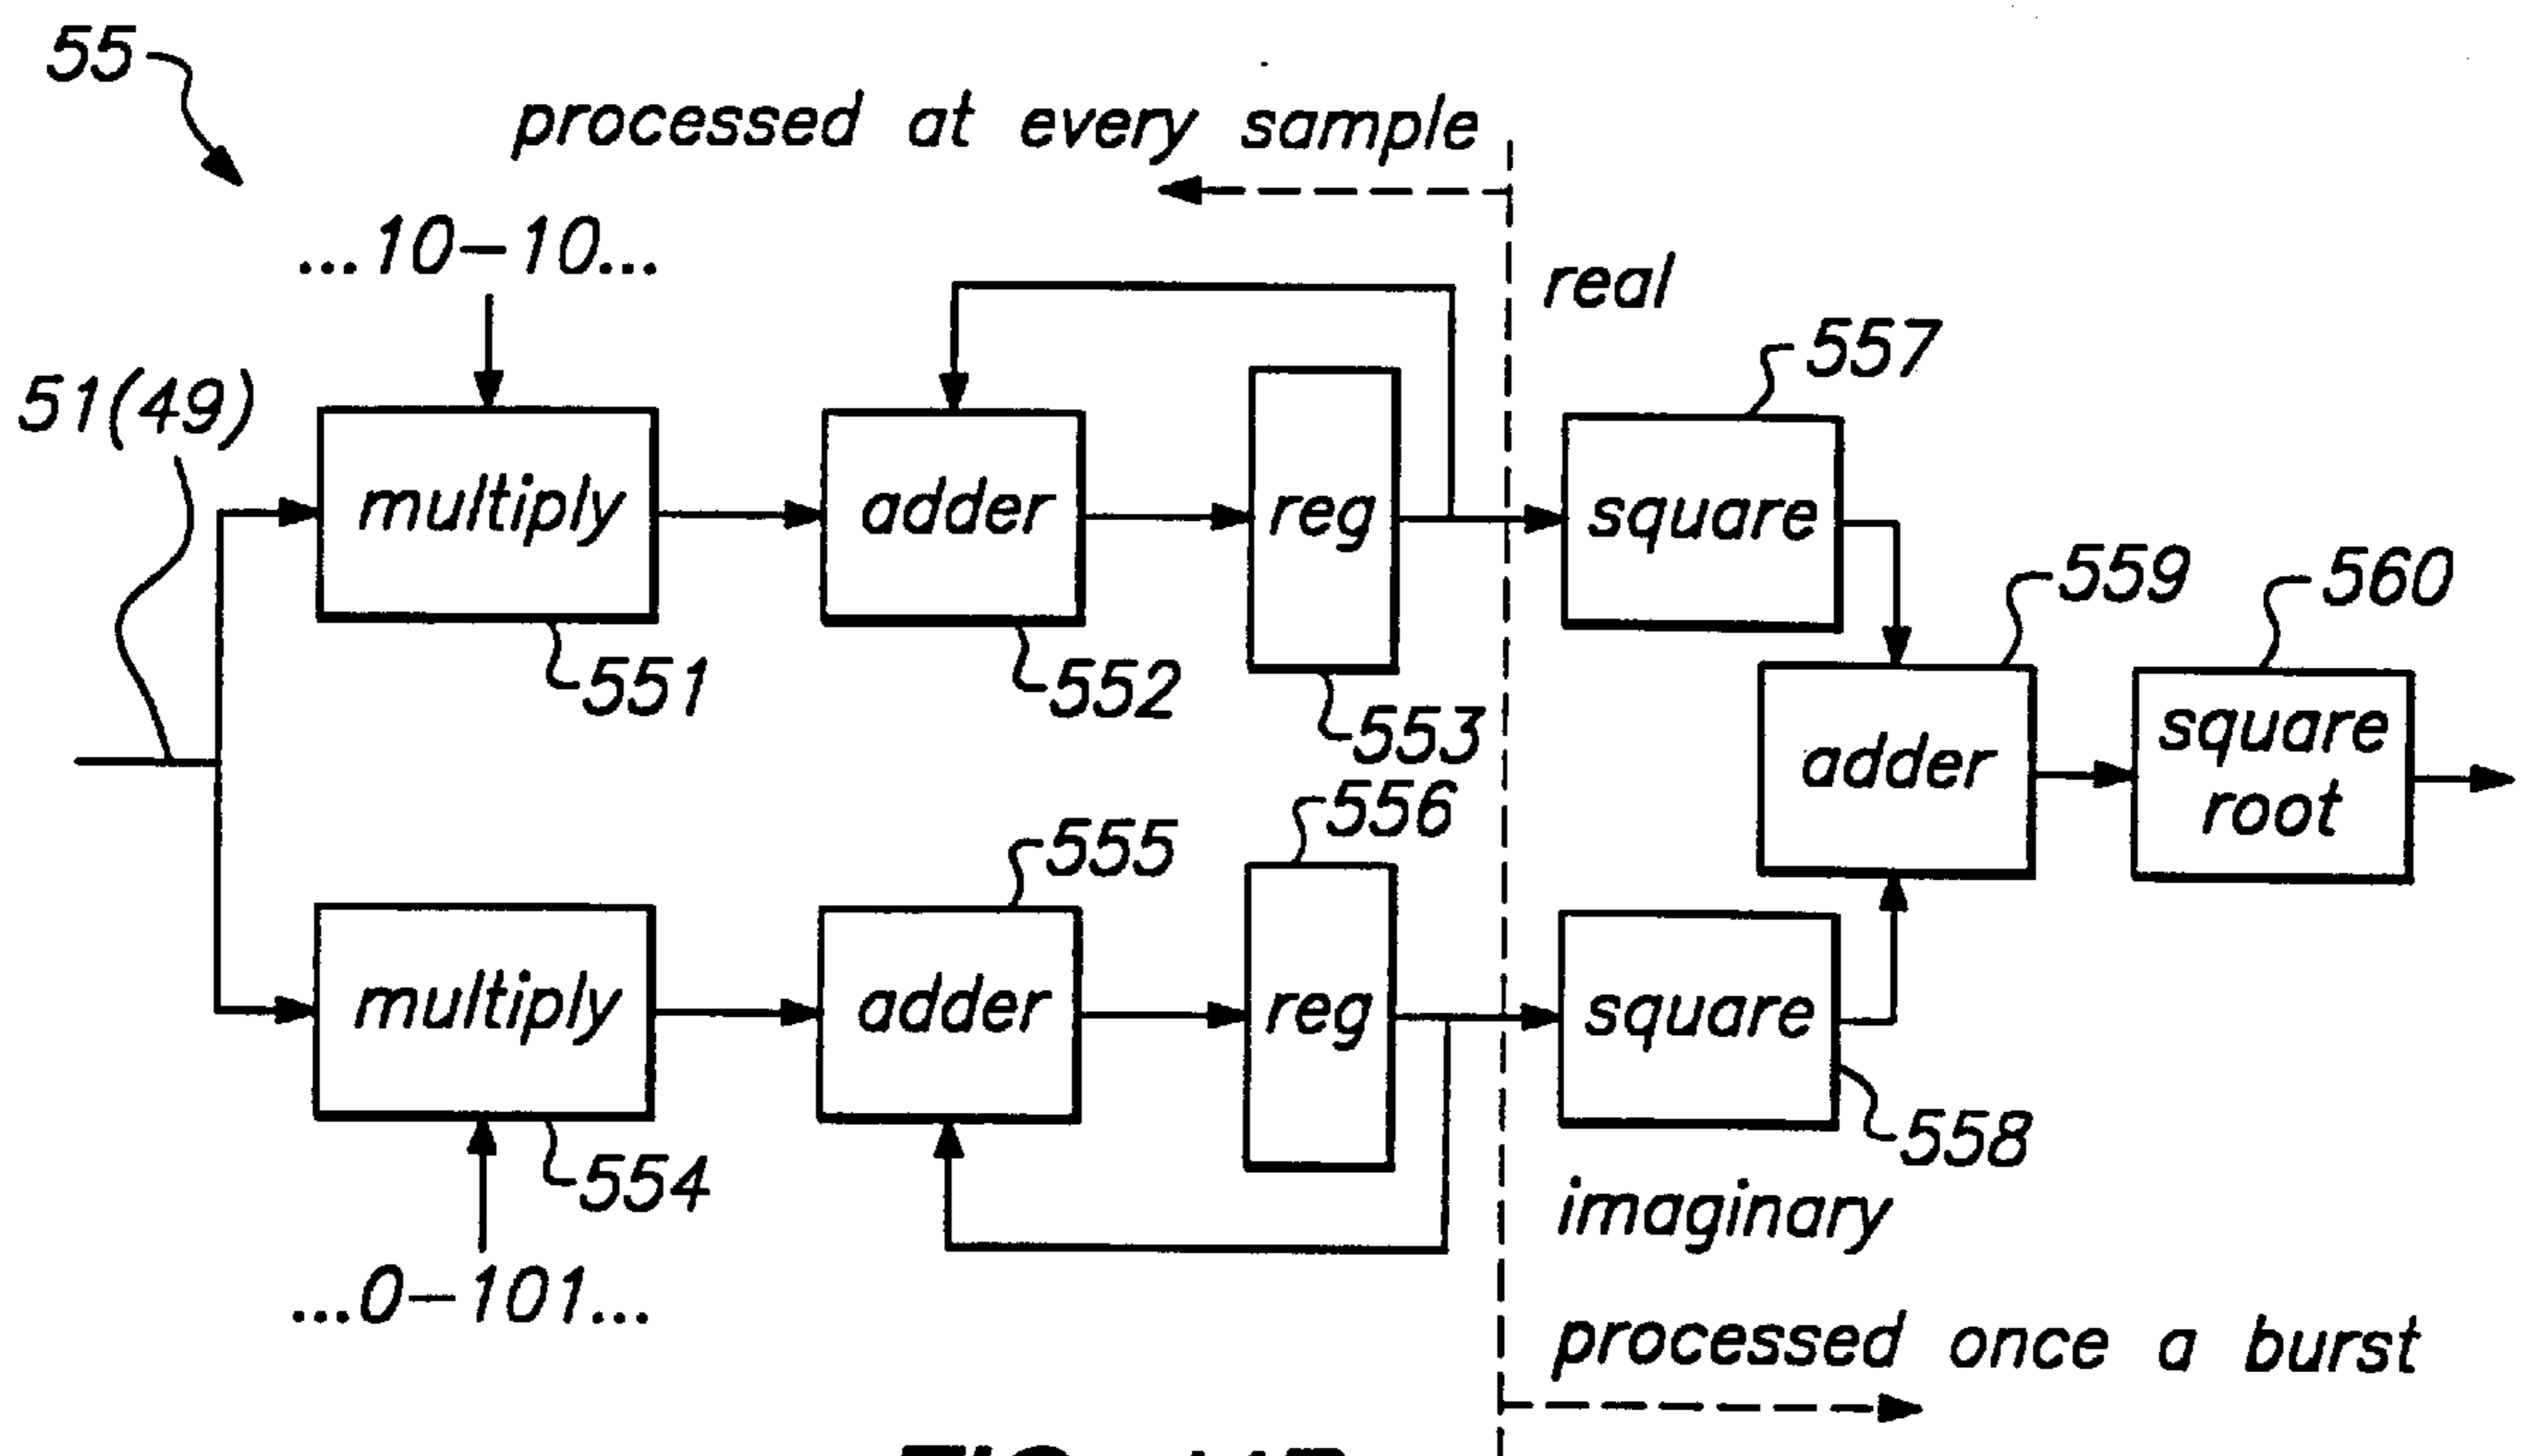 55
processed at every sample
...10-10...
real
557
51(49)
multiply
adder
reg
square
559
560
551
552
553
adder
square
root
556
555
multiply
adder
reg
square
554
558
imaginary
...0-101...
processed once a burst